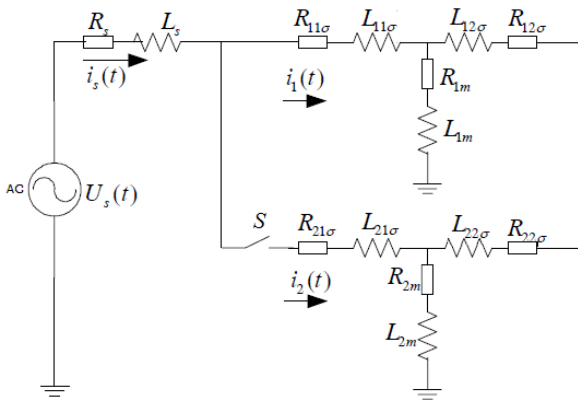 R_s L_s R_{11σ} L_{11σ} L_{12σ} R_{12σ}
i_s(t) i_1(t) R_{1m}
L_{1m}
AC U_s(t)
S R_{21σ} L_{21σ} L_{22σ} R_{22σ}
i_2(t) R_{2m}
L_{2m}